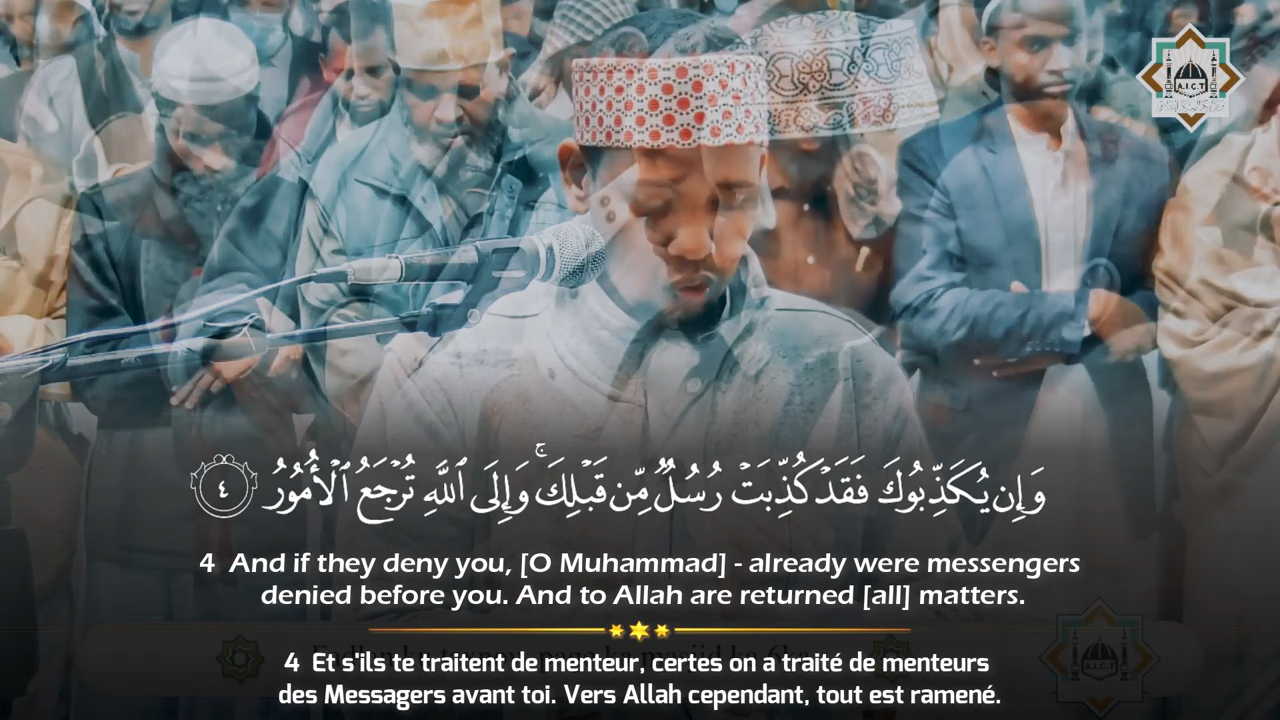 A.I.C.T
وَإِن يُكَذِّبُوكَ فَقَدْ كُذِّبَتْ رُسُلٌ مِّن قَبْلِكَ ۚ وَإِلَى ٱللَّهِ تُرْجَعُ ٱلْأُمُورُ ٤
4 And if they deny you, [O Muhammad] - already were messengers
denied before you. And to Allah are returned [all] matters.
4 Et s'ils te traitent de menteur, certes on a traité de menteurs
des Messagers avant toi. Vers Allah cependant, tout est ramené.
A.I.C.T